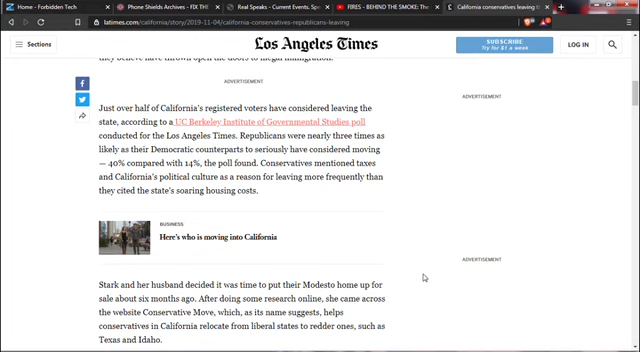 Home – Forbidden Tech
Phone Shields Archives – FIX THE
Real Speaks – Current Events. Spe
FIRES – BEHIND THE SMOKE: The
California conservatives leaving th
latimes.com/california/story/2019-11-04/california-conservatives-republicans-leaving
Sections
Los Angeles Times
SUBSCRIBE
Try for $1 a week
LOG IN
they believe have thrown open the doors to illegal immigration.
ADVERTISEMENT
ADVERTISEMENT
Just over half of California's registered voters have considered leaving the
state, according to a UC Berkeley Institute of Governmental Studies poll
conducted for the Los Angeles Times. Republicans were nearly three times as
likely as their Democratic counterparts to seriously have considered moving
— 40% compared with 14%, the poll found. Conservatives mentioned taxes
and California's political culture as a reason for leaving more frequently than
they cited the state's soaring housing costs.
BUSINESS
Here's who is moving into California
ADVERTISEMENT
Stark and her husband decided it was time to put their Modesto home up for
sale about six months ago. After doing some research online, she came across
the website Conservative Move, which, as its name suggests, helps
conservatives in California relocate from liberal states to redder ones, such as
Texas and Idaho.